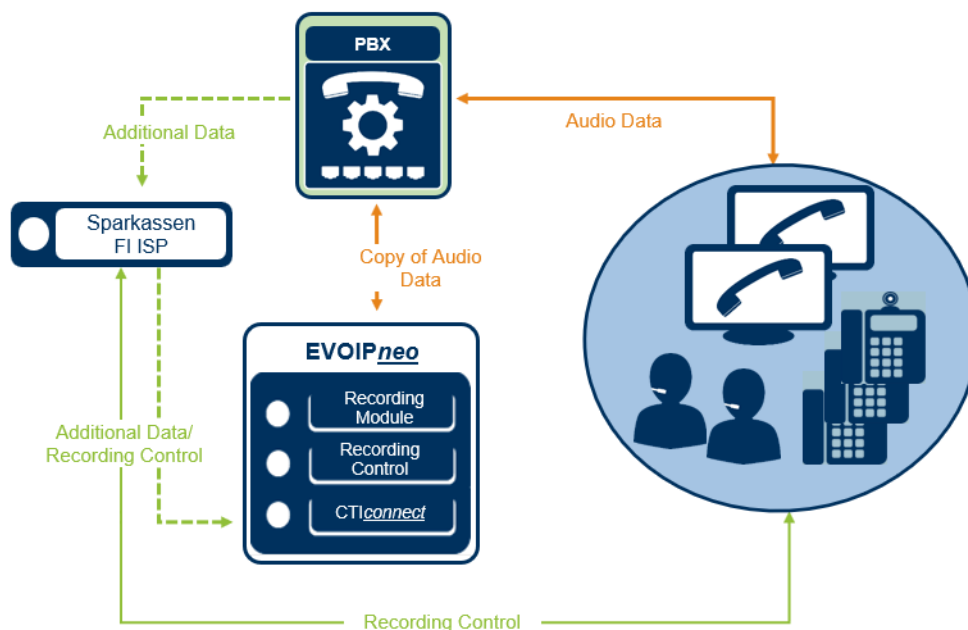 PBX
Additional Data
Audio Data
Sparkassen
FI ISP
Copy of Audio
Data
EVOIPneo
Recording
Module
Recording
Control
CTIconnect
Additional Data/
Recording Control
Recording Control